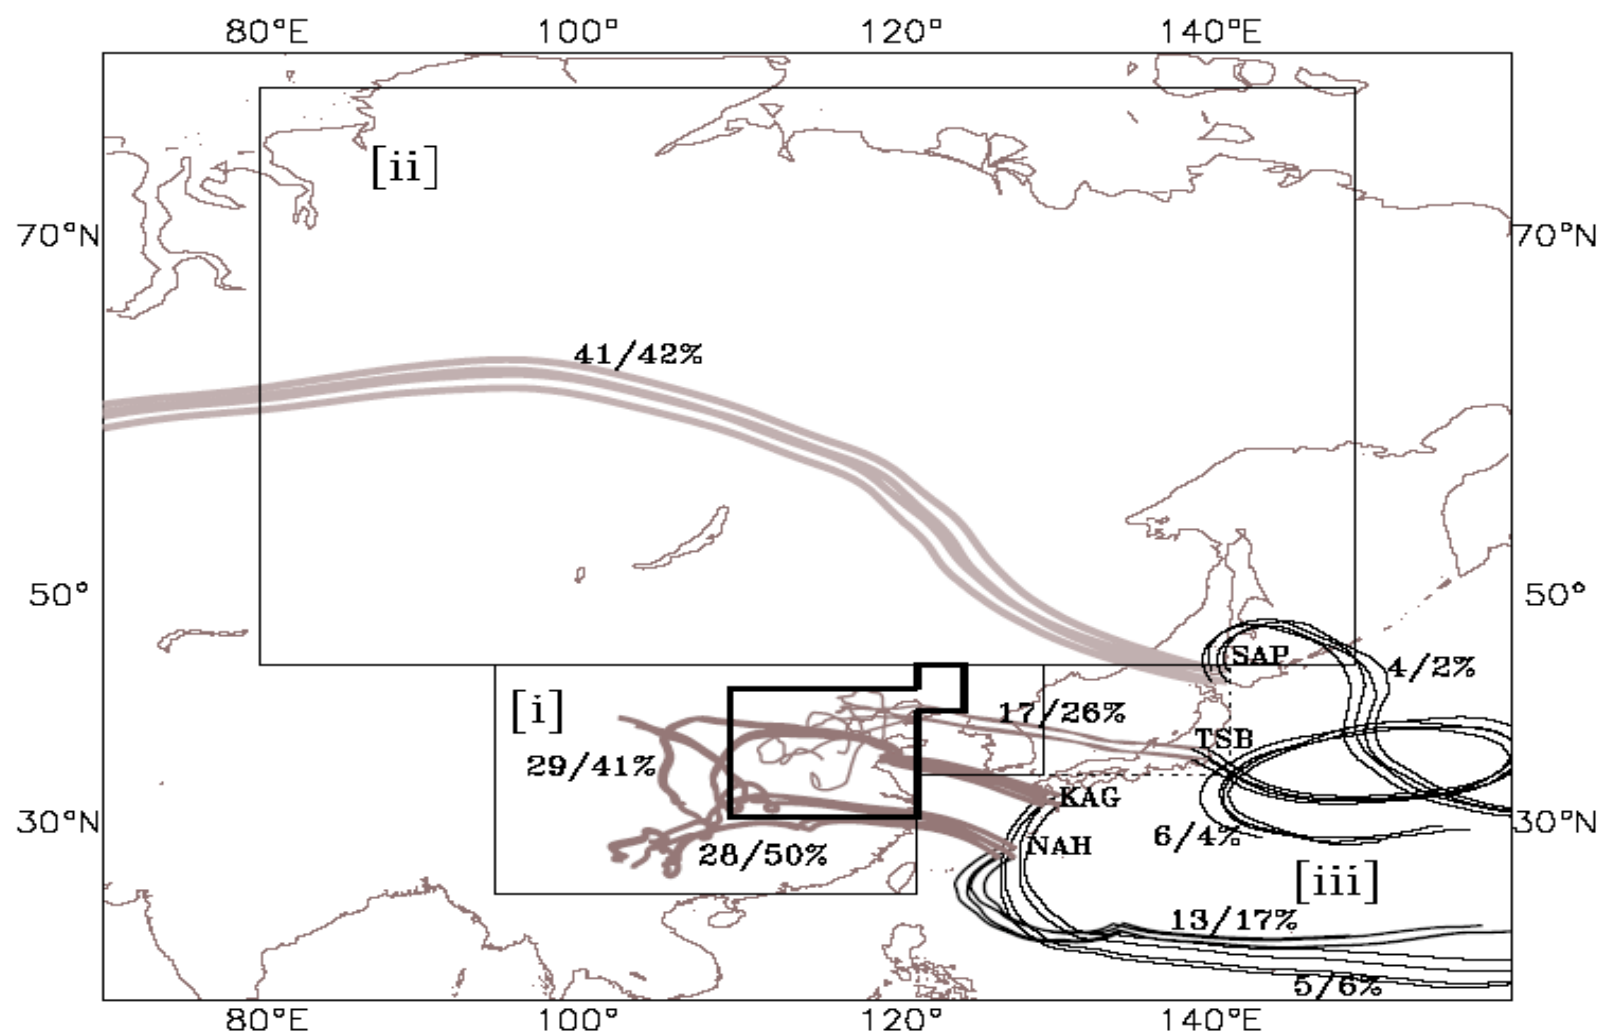 80°E 100° 120° 140°E
[ii]
70°N 70°N
41/42%
50° 50°
SAP
4/2%
[i] 17/26%
TSB
29/41%
KAG
30°N 30°N
6/4%
28/50% NAH
[iii]
13/17%
5/6%
80°E 100° 120° 140°E